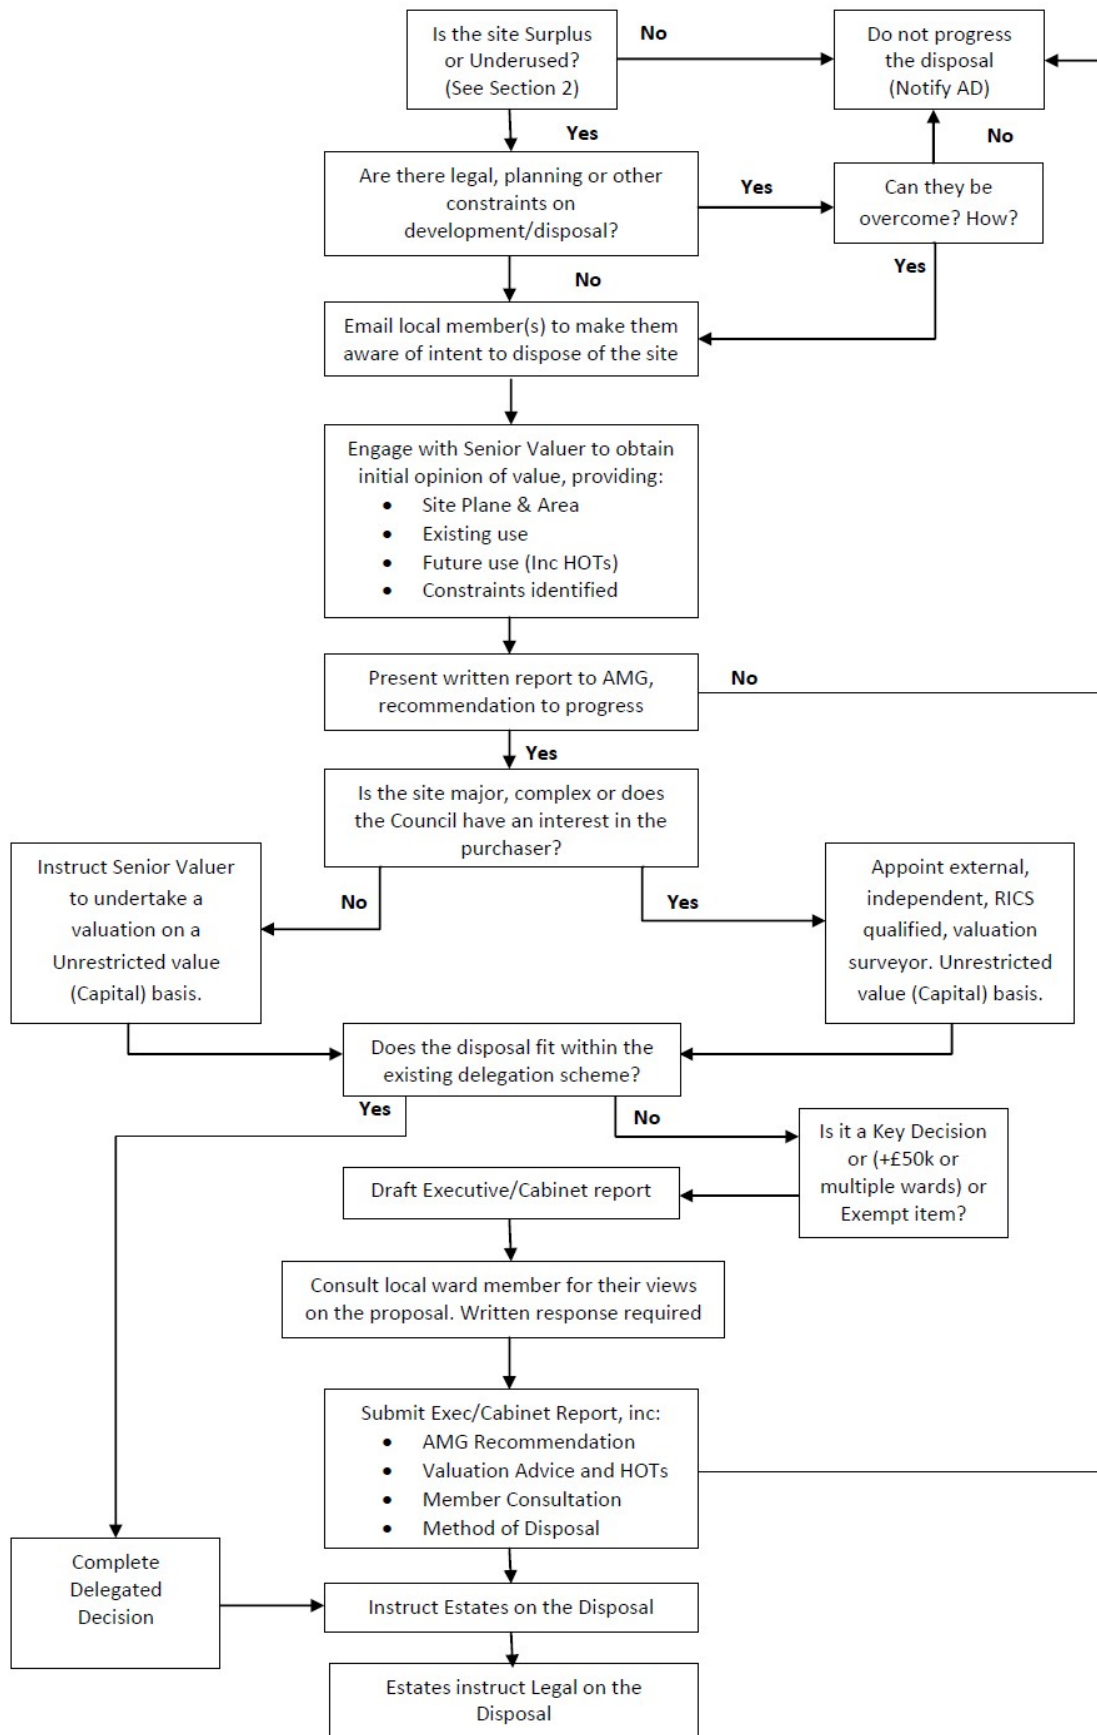 Is the site Surplus
or Underused?
(See Section 2)
No
Do not progress
the disposal
(Notify AD)
Yes
No
Are there legal, planning or other
constraints on
development/disposal?
Yes
Can they be
overcome? How?
No
Yes
Email local member(s) to make them
aware of intent to dispose of the site
Engage with Senior Valuer to obtain
initial opinion of value, providing:
• Site Plane & Area
• Existing use
• Future use (Inc HOTs)
• Constraints identified
Present written report to AMG,
recommendation to progress
No
Yes
Is the site major, complex or does
the Council have an interest in the
purchaser?
Instruct Senior Valuer
to undertake a
valuation on a
Unrestricted value
(Capital) basis.
No
Yes
Appoint external,
independent, RICS
qualified, valuation
surveyor. Unrestricted
value (Capital) basis.
Does the disposal fit within the
existing delegation scheme?
Yes
No
Is it a Key Decision
or (+£50k or
multiple wards) or
Exempt item?
Draft Executive/Cabinet report
Consult local ward member for their views
on the proposal. Written response required
Submit Exec/Cabinet Report, inc:
• AMG Recommendation
• Valuation Advice and HOTs
• Member Consultation
• Method of Disposal
Complete
Delegated
Decision
Instruct Estates on the Disposal
Estates instruct Legal on the
Disposal